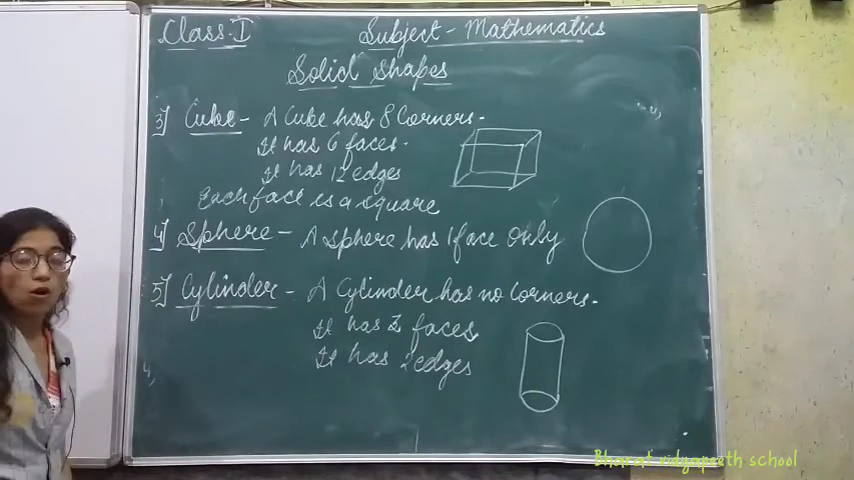 Class-I
Subject - Mathematics
Solid shapes
3] Cube - A Cube has 8 Corners.
It has 6 faces.
It has 12 edges
Each face is a square
4] Sphere - A sphere has 1 face only
5] Cylinder - A Cylinder has no Corners.
It has 3 faces
It has 2 edges
Bharat vidyapeeth school